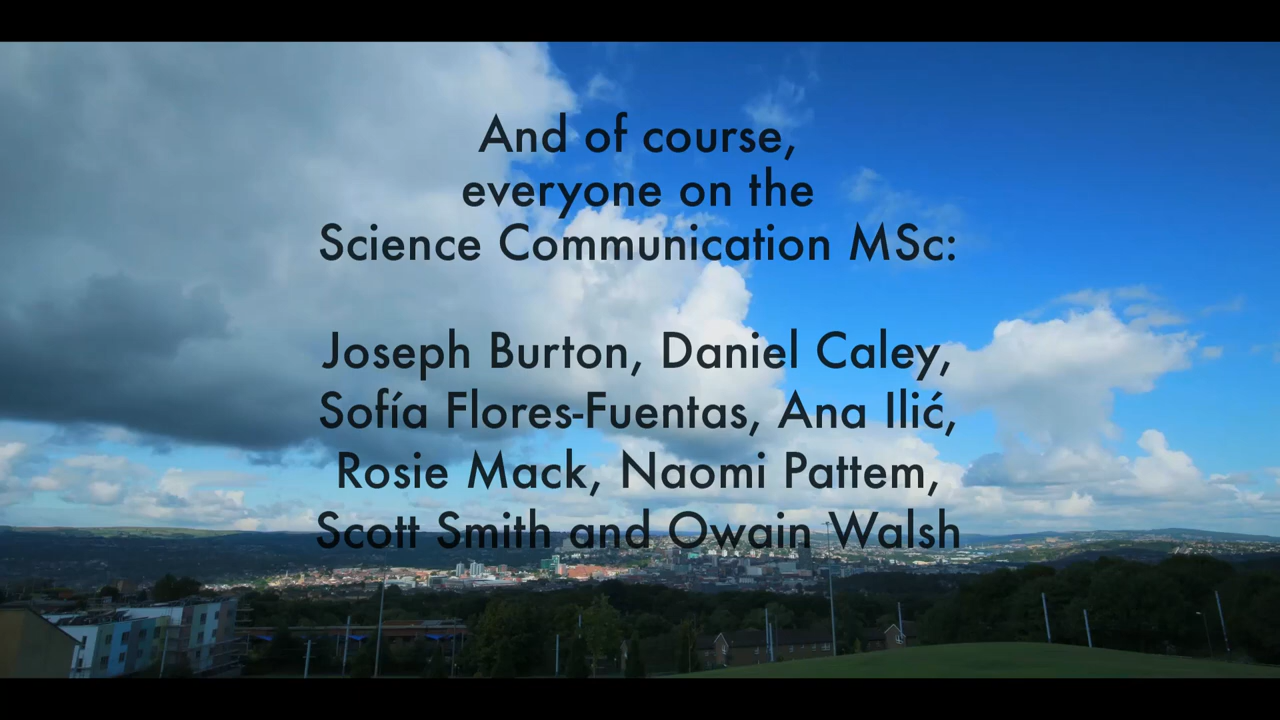 And of course,
everyone on the
Science Communication MSc:
Joseph Burton, Daniel Caley,
Sofía Flores-Fuentas, Ana Ilić,
Rosie Mack, Naomi Pattem,
Scott Smith and Owain Walsh